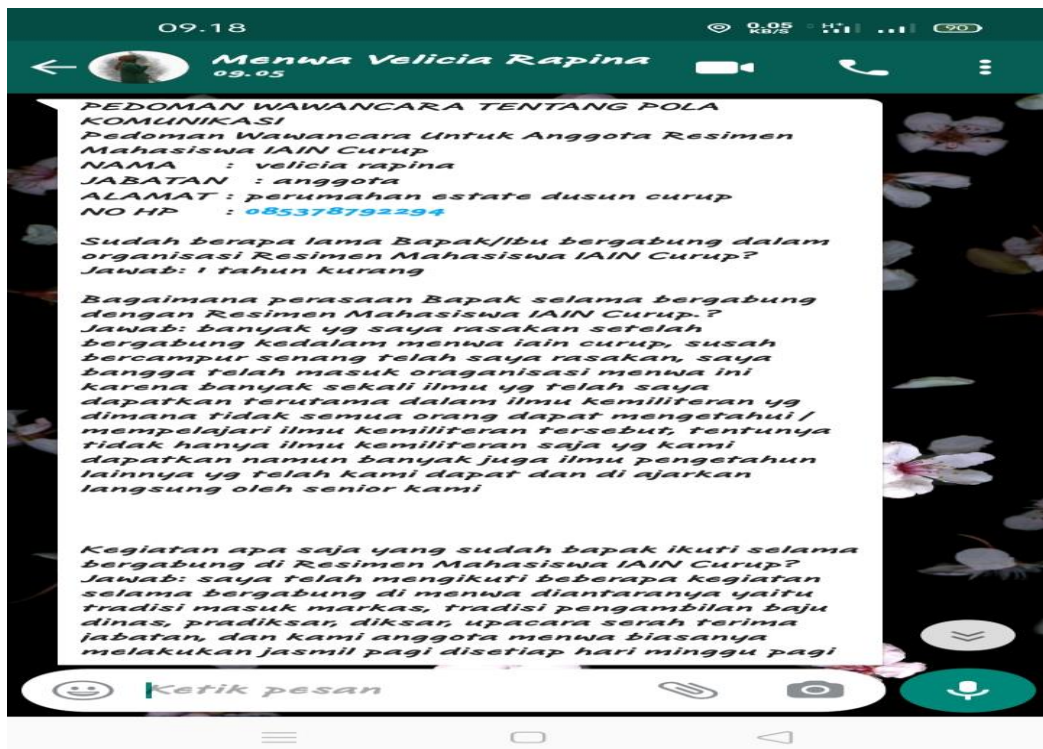 09.18
0.05 KB/S H+ 90
Menwa Velicia Rapina
09.05
PEDOMAN WAWANCARA TENTANG POLA
KOMUNIKASI
Pedoman Wawancara Untuk Anggota Resimen
Mahasiswa IAIN Curup
NAMA : velicia rapina
JABATAN : anggota
ALAMAT : perumahan estate dusun curup
NO HP : 085378792294
Sudah berapa lama Bapak/Ibu bergabung dalam
organisasi Resimen Mahasiswa IAIN Curup?
Jawab: 1 tahun kurang
Bagaimana perasaan Bapak selama bergabung
dengan Resimen Mahasiswa IAIN Curup.?
Jawab: banyak yg saya rasakan setelah
bergabung kedalam menwa iain curup, susah
bercampur senang telah saya rasakan, saya
bangga telah masuk oraganisasi menwa ini
karena banyak sekali ilmu yg telah saya
dapatkan terutama dalam ilmu kemiliteran yg
dimana tidak semua orang dapat mengetahui /
mempelajari ilmu kemiliteran tersebut, tentunya
tidak hanya ilmu kemiliteran saja yg kami
dapatkan namun banyak juga ilmu pengetahun
lainnya yg telah kami dapat dan di ajarkan
langsung oleh senior kami
Kegiatan apa saja yang sudah bapak ikuti selama
bergabung di Resimen Mahasiswa IAIN Curup?
Jawab: saya telah mengikuti beberapa kegiatan
selama bergabung di menwa diantaranya yaitu
tradisi masuk markas, tradisi pengambilan baju
dinas, pradiksar, diksar, upacara serah terima
jabatan, dan kami anggota menwa biasanya
melakukan jasmil pagi disetiap hari minggu pagi
Ketik pesan